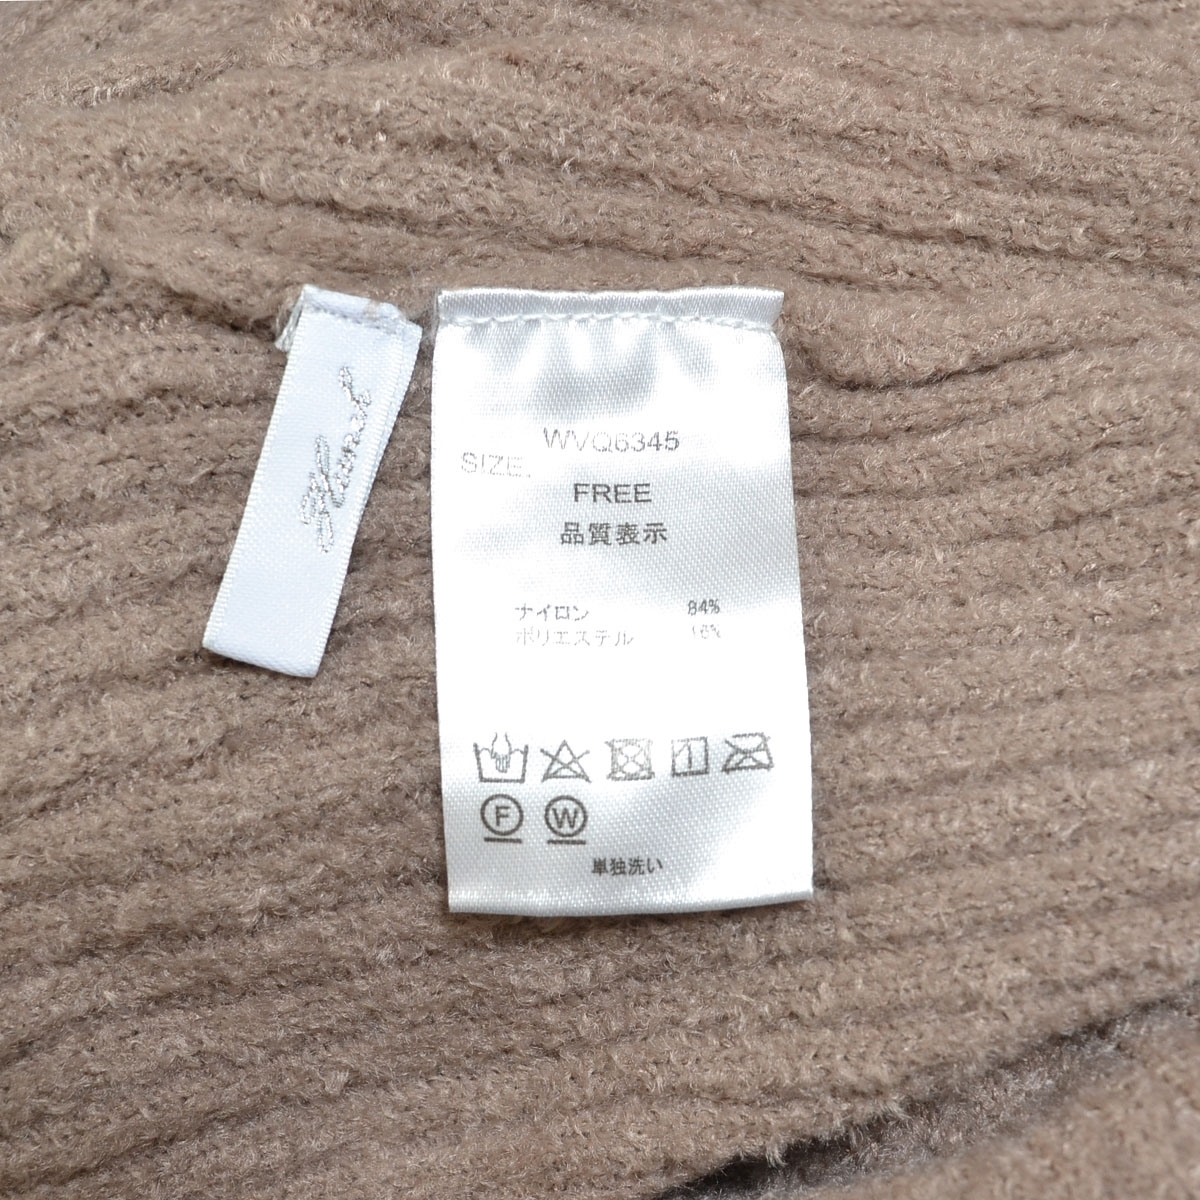 WVQ6345
SIZE.
FREE
品質表示
ナイロン 84%
ポリエステル 16%
F W
単独洗い